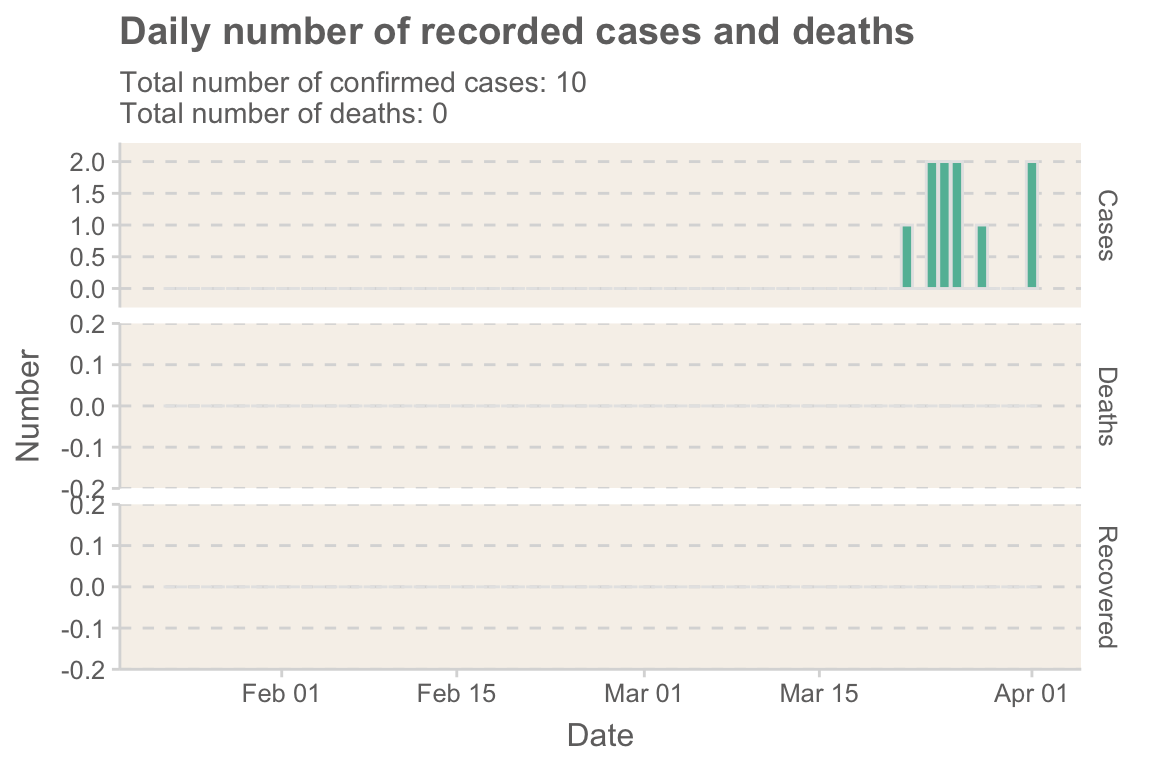 Daily number of recorded cases and deaths
Total number of confirmed cases: 10
Total number of deaths: 0
2.0
1.5
1.0
0.5
0.0
Cases
0.2
0.1
0.0
-0.1
-0.2
Deaths
0.2
0.1
0.0
-0.1
-0.2
Recovered
Number
Feb 01 Feb 15 Mar 01 Mar 15 Apr 01
Date